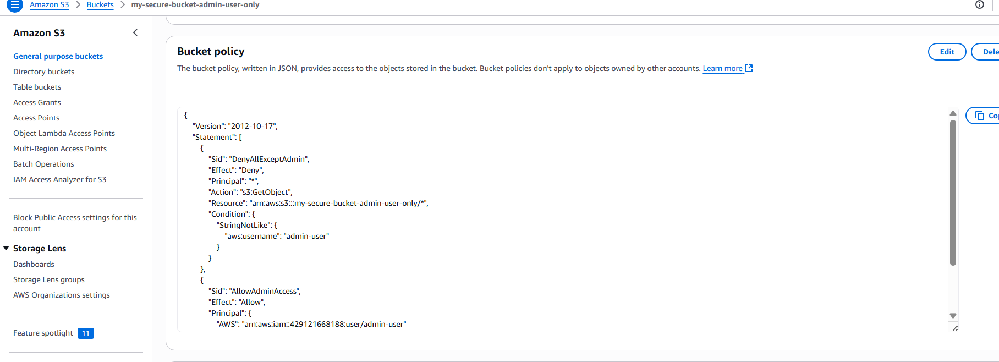 Amazon S3 > Buckets > my-secure-bucket-admin-user-only
Amazon S3
General purpose buckets
Directory buckets
Table buckets
Access Grants
Access Points
Object Lambda Access Points
Multi-Region Access Points
Batch Operations
IAM Access Analyzer for S3
Block Public Access settings for this
account
Storage Lens
Dashboards
Storage Lens groups
AWS Organizations settings
Feature spotlight 11
Bucket policy
Edit
Dele
The bucket policy, written in JSON, provides access to the objects stored in the bucket. Bucket policies don't apply to objects owned by other accounts. Learn more
Cop
{
"Version": "2012-10-17",
"Statement": [
{
"Sid": "DenyAllExceptAdmin",
"Effect": "Deny",
"Principal": "*",
"Action": "s3:GetObject",
"Resource": "arn:aws:s3:::my-secure-bucket-admin-user-only/*",
"Condition": {
"StringNotLike": {
"aws:username": "admin-user"
}
}
},
{
"Sid": "AllowAdminAccess",
"Effect": "Allow",
"Principal": {
"AWS": "arn:aws:iam::429121668188:user/admin-user"